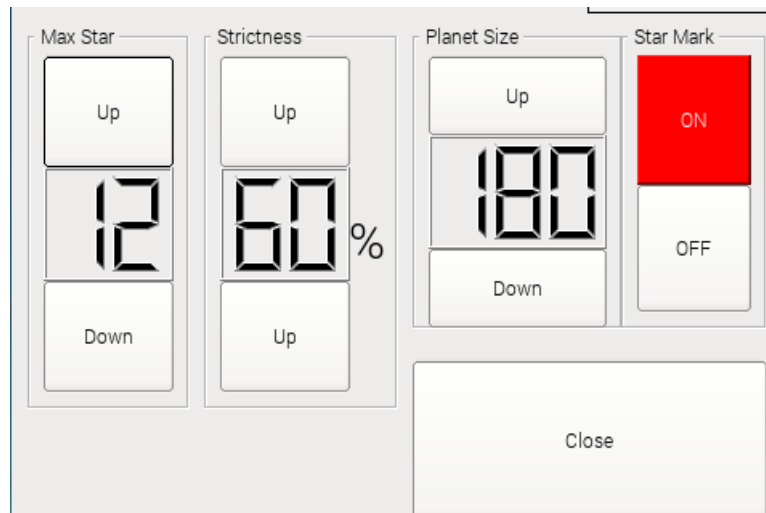 Max Star
Up
12
Down
Strictness
Up
60%
Up
Planet Size
Up
180
Down
Star Mark
ON
OFF
Close